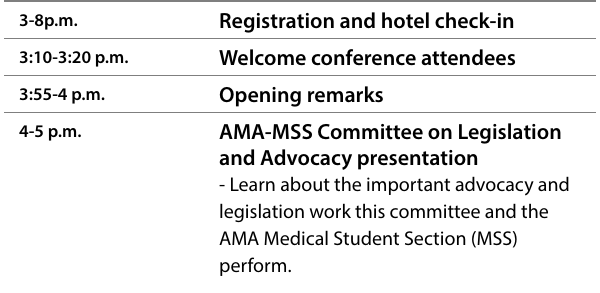 3-8p.m. Registration and hotel check-in
3:10-3:20 p.m. Welcome conference attendees
3:55-4 p.m. Opening remarks
4-5 p.m. AMA-MSS Committee on Legislation
and Advocacy presentation
- Learn about the important advocacy and
legislation work this committee and the
AMA Medical Student Section (MSS)
perform.